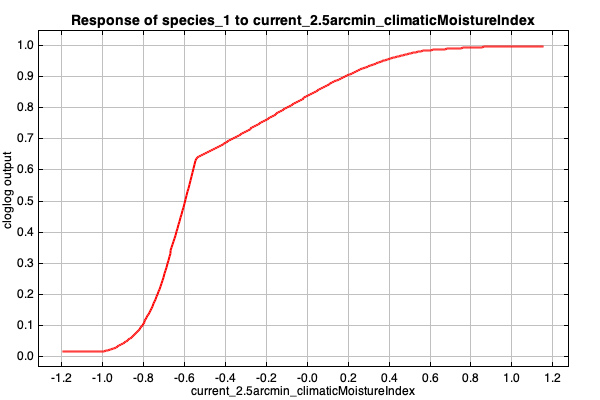 Response of species_1 to current_2.5arcmin_climaticMoistureIndex
1.0
0.9
0.8
0.7
0.6
0.5
0.4
0.3
0.2
0.1
0.0
cloglog output
-1.2 -1.0 -0.8 -0.6 -0.4 -0.2 -0.0 0.2 0.4 0.6 0.8 1.0 1.2
current_2.5arcmin_climaticMoistureIndex